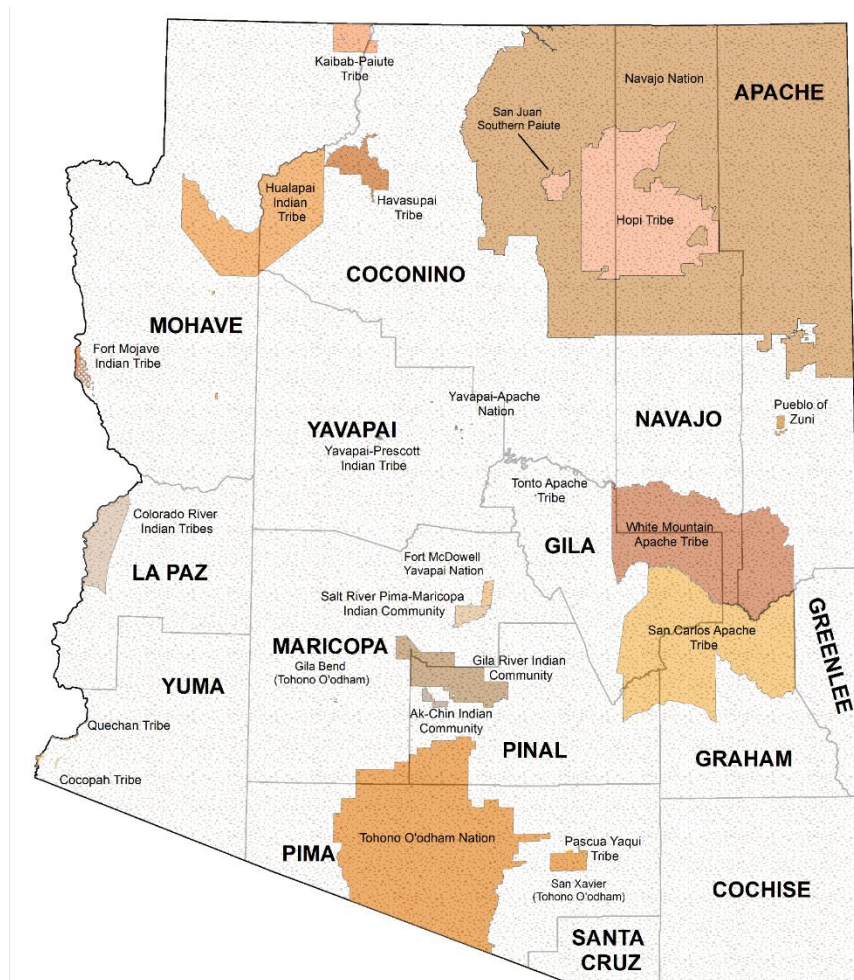 Kaibab-Paiute
Tribe
Navajo Nation
APACHE
San Juan
Southern Paiute
Hualapai
Indian
Tribe
Havasupai
Tribe
Hopi Tribe
COCONINO
MOHAVE
Fort Mojave
Indian Tribe
Yavapai-Apache
Nation
Pueblo of
Zuni
NAVAJO
YAVAPAI
Yavapai-Prescott
Indian Tribe
Tonto Apache
Tribe
Colorado River
Indian Tribes
White Mountain
Apache Tribe
GILA
Fort McDowell
Yavapai Nation
LA PAZ
Salt River Pima-Maricopa
Indian Community
GREENLEE
San Carlos Apache
Tribe
MARICOPA
Gila Bend
(Tohono O'odham)
Gila River Indian
Community
YUMA
Ak-Chin Indian
Community
Quechan Tribe
PINAL
GRAHAM
Cocopah Tribe
Tohono O'odham Nation
Pascua Yaqui
Tribe
PIMA
San Xavier
(Tohono O'odham)
COCHISE
SANTA
CRUZ